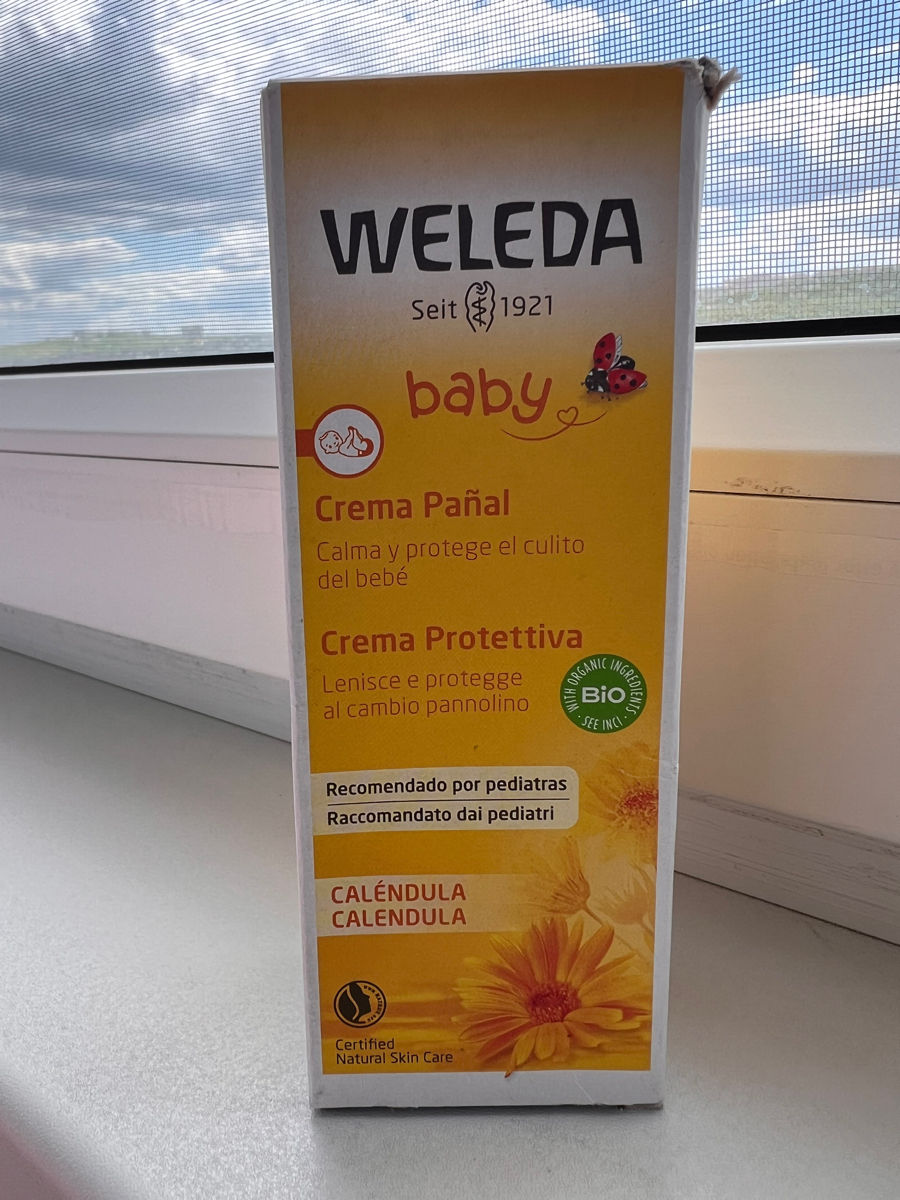 WELEDA
Seit 1921
baby
Crema Pañal
Calma y protege el culito
del bebé
Crema Protettiva
Lenisce e protegge
al cambio pannolino
WITH ORGANIC INGREDIENTS
BIO
· SEE INCI ·
Recomendado por pediatras
Raccomandato dai pediatri
CALÉNDULA
CALENDULA
Certified
Natural Skin Care